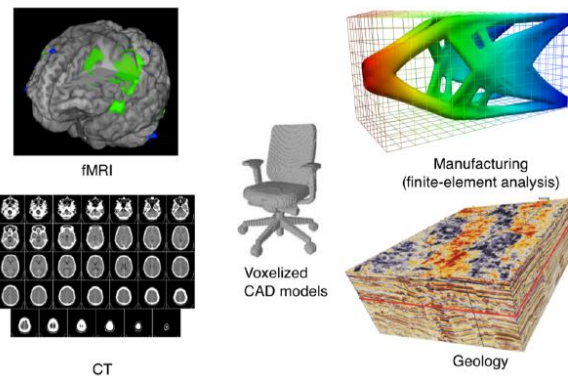 fMRI
Manufacturing
(finite-element analysis)
Voxelized
CAD models
CT
Geology